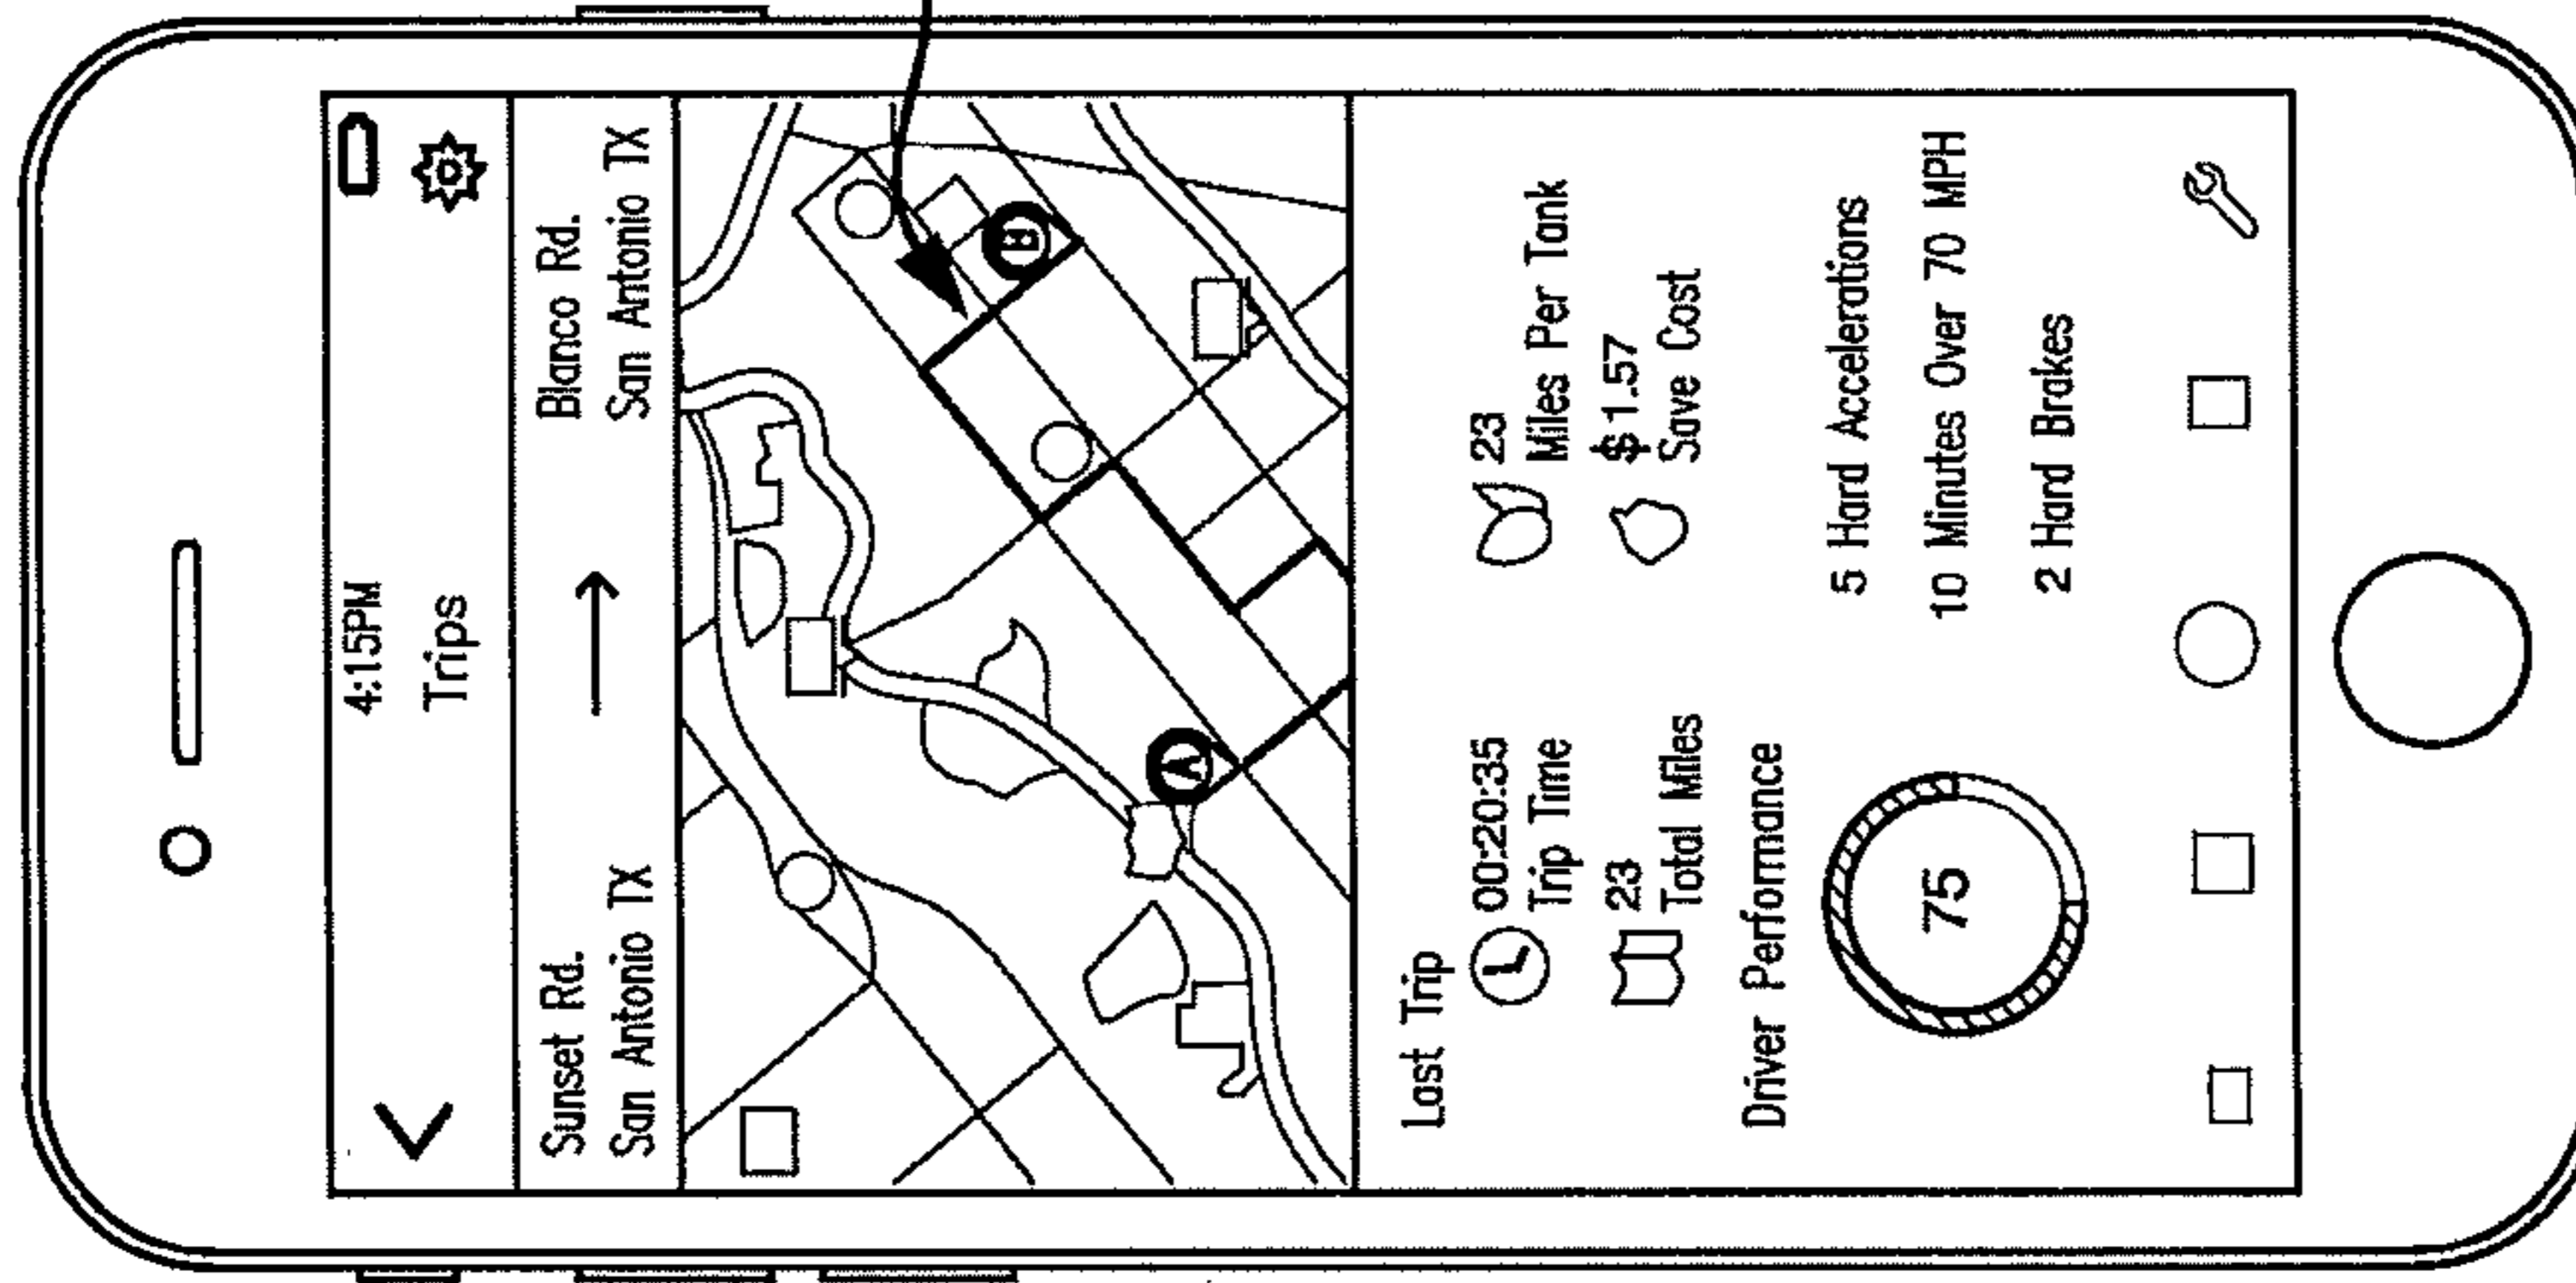 4:15PM
Trips
Sunset Rd.
San Antonio TX
Blanco Rd.
San Antonio TX
A
B
Last Trip
00:20:35
Trip Time
23
Miles Per Tank
23
Total Miles
$1.57
Save Cost
Driver Performance
75
5 Hard Accelerations
10 Minutes Over 70 MPH
2 Hard Brakes